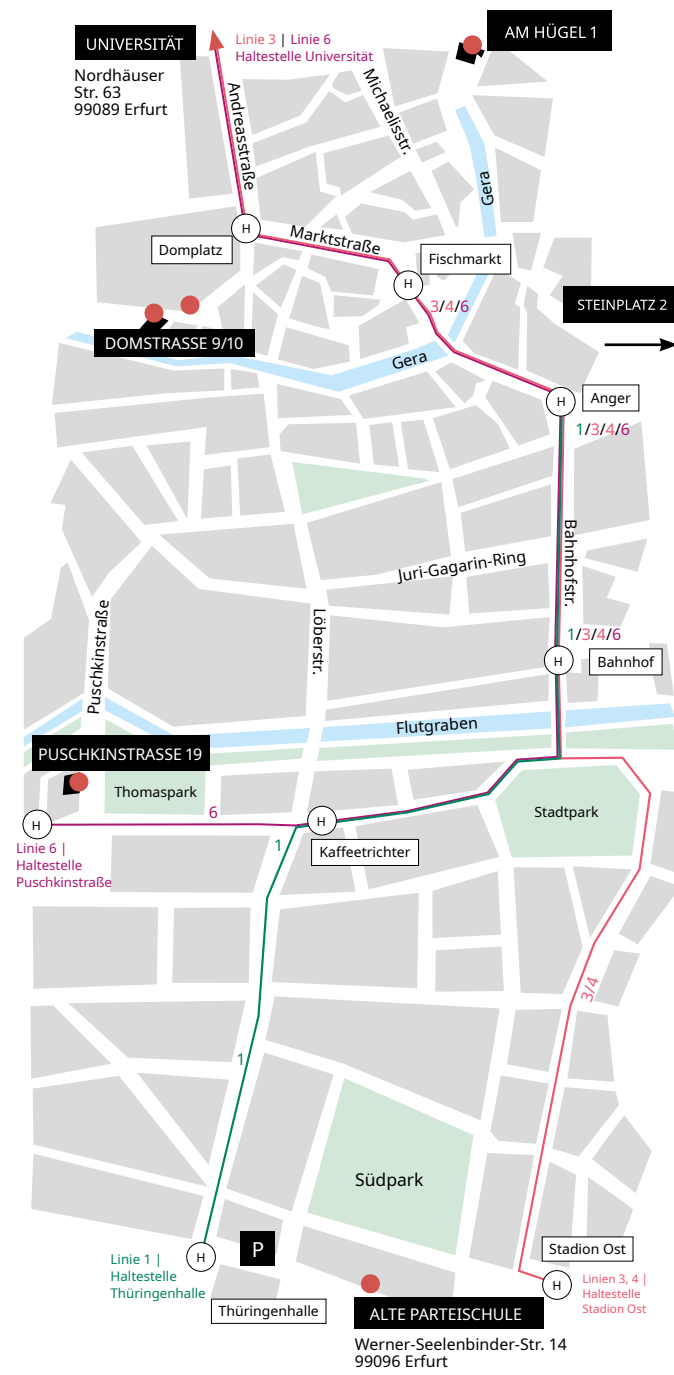 UNIVERSITÄT
Nordhäuser
Str. 63
99089 Erfurt
Linie 3 | Linie 6
Haltestelle Universität
AM HÜGEL 1
Michaelisstr.
Andreasstraße
Gera
H
Domplatz
Marktstraße
Fischmarkt
H
3/4/6
STEINPLATZ 2
DOMSTRASSE 9/10
Gera
H
Anger
1/3/4/6
Bahnhofstr.
Juri-Gagarin-Ring
Puschkinstraße
Löberstr.
1/3/4/6
H
Bahnhof
Flutgraben
PUSCHKINSTRASSE 19
Thomaspark
Stadtpark
H
6
H
Linie 6 |
Haltestelle
Puschkinstraße
1
Kaffeetrichter
3/4
1
Südpark
H
Linie 1 |
Haltestelle
Thüringenhalle
P
Thüringenhalle
Stadion Ost
H
Linien 3, 4 |
Haltestelle
Stadion Ost
ALTE PARTEISCHULE
Werner-Seelenbinder-Str. 14
99096 Erfurt